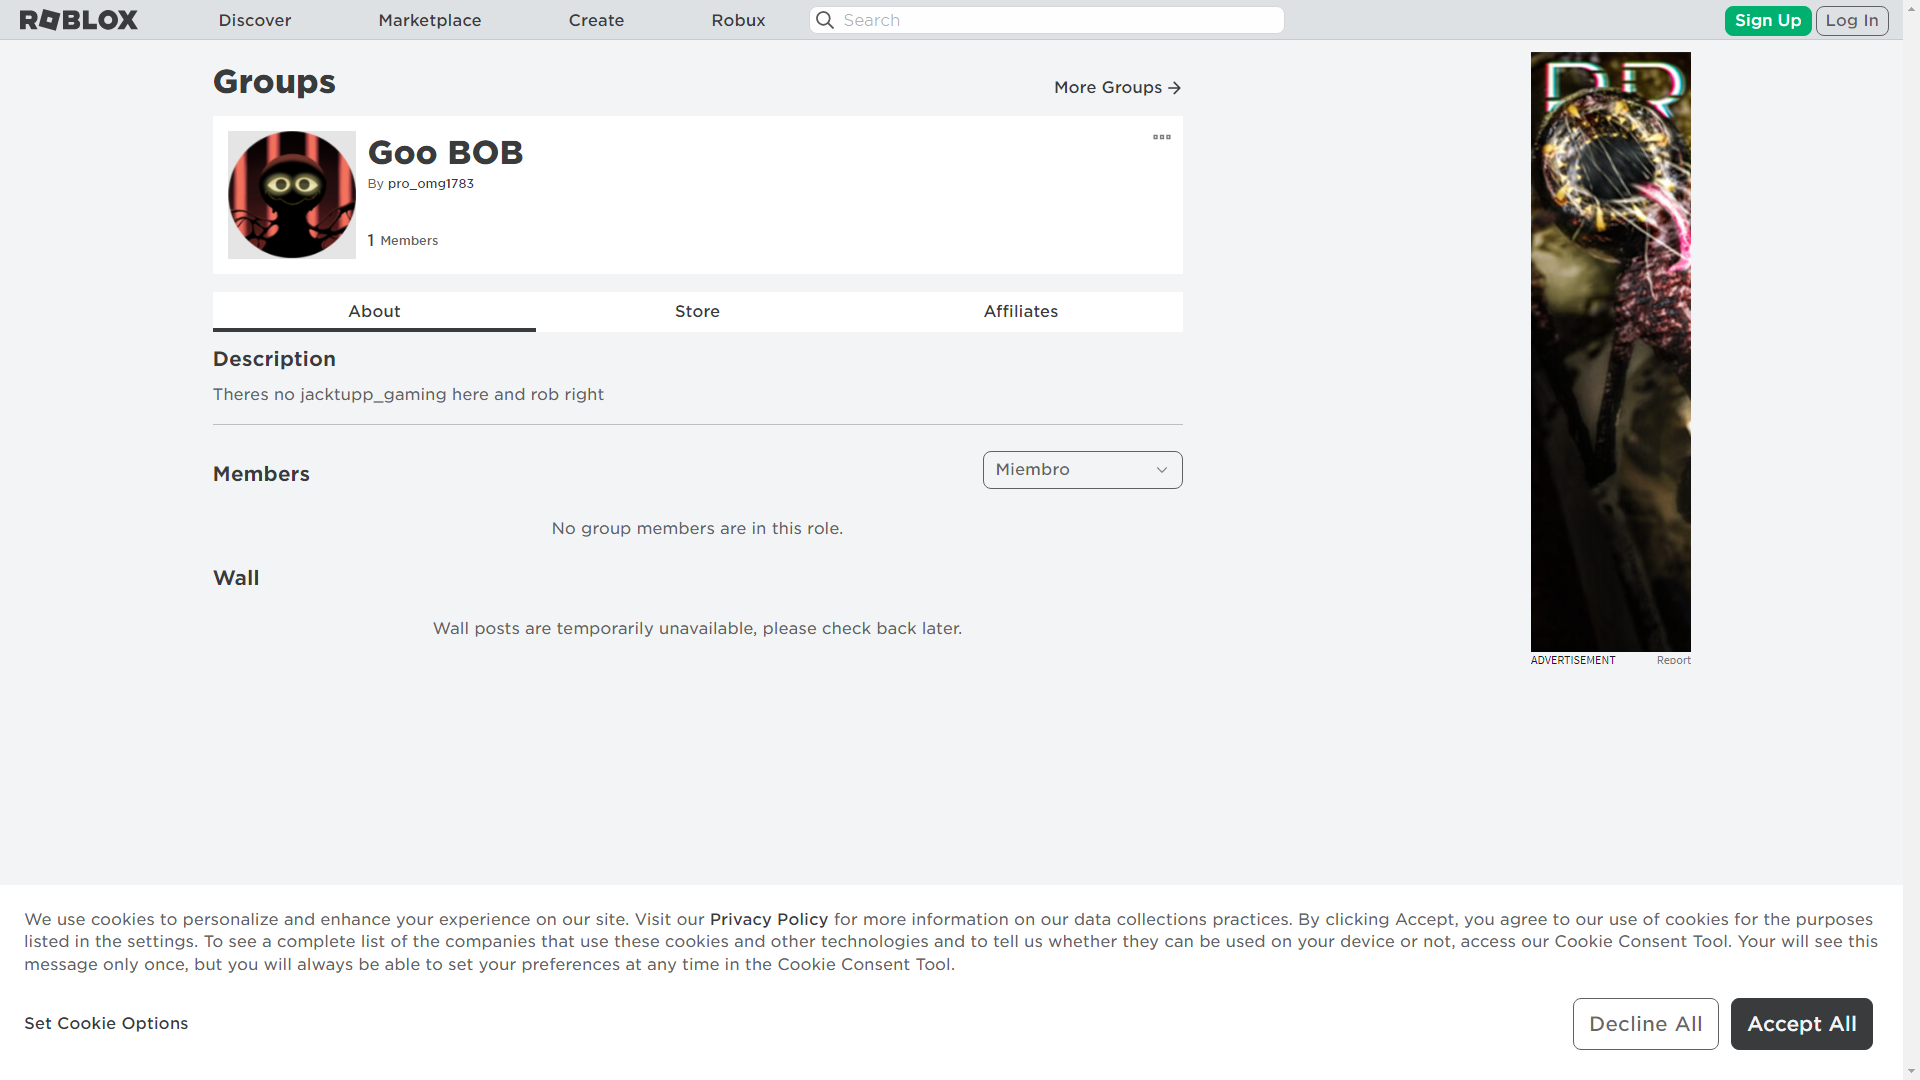 ROBLOX Discover Marketplace Create Robux Search Sign Up Log In
Groups
More Groups
Goo BOB
By pro_omg1783
1 Members
About Store Affiliates
Description
Theres no jacktupp_gaming here and rob right
Members
Miembro
No group members are in this role.
Wall
Wall posts are temporarily unavailable, please check back later.
ADVERTISEMENT Report
We use cookies to personalize and enhance your experience on our site. Visit our Privacy Policy for more information on our data collections practices. By clicking Accept, you agree to our use of cookies for the purposes
listed in the settings. To see a complete list of the companies that use these cookies and other technologies and to tell us whether they can be used on your device or not, access our Cookie Consent Tool. Your will see this
message only once, but you will always be able to set your preferences at any time in the Cookie Consent Tool.
Set Cookie Options
Decline All
Accept All